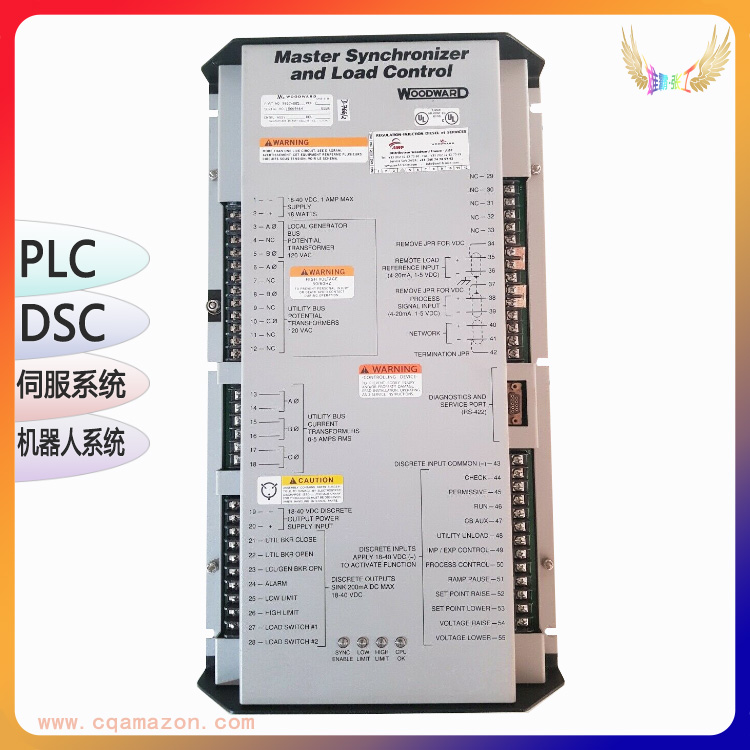 Master Synchronizer
and Load Control
WOODWARD
WOODWARD
WARNING
REGULATION INJECTION DIESEL et SERVICES
PLC
DSC
伺服系统
机器人系统
1 — − 18-40 VDC, 1 AMP MAX
2 — + SUPPLY
18 WATTS
3 — A Ø LOCAL GENERATOR
4 — NC BUS
POTENTIAL
5 — B Ø TRANSFORMER
120 VAC
6 — A Ø
7 — NC
8 — B Ø
9 — NC UTILITY BUS
10 — C Ø POTENTIAL
TRANSFORMERS
11 — NC 120 VAC
12 — NC
WARNING
HIGH VOLTAGE
NC — 29
NC — 30
NC — 31
NC — 32
NC — 33
REMOVE JPR FOR VDC — 34
REMOTE LOAD 35
REFERENCE INPUT
(4-20mA, 1-5 VDC) 36
37
REMOVE JPR FOR VDC
PROCESS 38
SIGNAL INPUT
(4-20mA, 1-5 VDC) 39
40
NETWORK 41
TERMINATION JPR 42
WARNING
CONTROLLING DEVICE
13
14 A Ø
15 UTILITY BUS
CURRENT
16 B Ø TRANSFORMERS
0-5 AMPS RMS
17
18 C Ø
DIAGNOSTICS AND
SERVICE PORT
(RS-422)
CAUTION
19 — − 18-40 VDC DISCRETE
OUTPUT POWER
20 — + SUPPLY INPUT
21 — UTIL BKR CLOSE
22 — UTIL BKR OPEN
23 — LCL/GEN BKR OPN
24 — ALARM
25 — LOW LIMIT
26 — HIGH LIMIT
27 — LOAD SWITCH #1
28 — LOAD SWITCH #2
DISCRETE OUTPUTS
SINK 200mA DC MAX
18-40 VDC
DISCRETE INPUTS
APPLY 18-40 VDC (+)
TO ACTIVATE FUNCTION
DISCRETE INPUT COMMON (−) — 43
CHECK — 44
PERMISSIVE — 45
RUN — 46
CB AUX — 47
UTILITY UNLOAD — 48
IMP / EXP CONTROL — 49
PROCESS CONTROL — 50
RAMP PAUSE — 51
SET POINT RAISE — 52
SET POINT LOWER — 53
VOLTAGE RAISE — 54
VOLTAGE LOWER — 55
SYNC ENABLE
LOW LIMIT
HIGH LIMIT
CPU OK
www.cqamazon.com